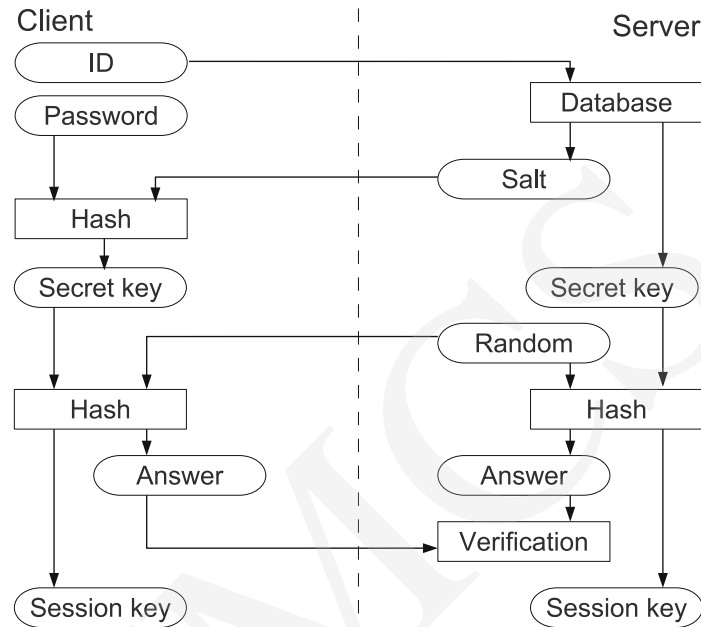 Client
Server
ID
Password
Database
Salt
Hash
Secret key
Secret key
Random
Hash
Hash
Answer
Answer
Verification
Session key
Session key
MCS